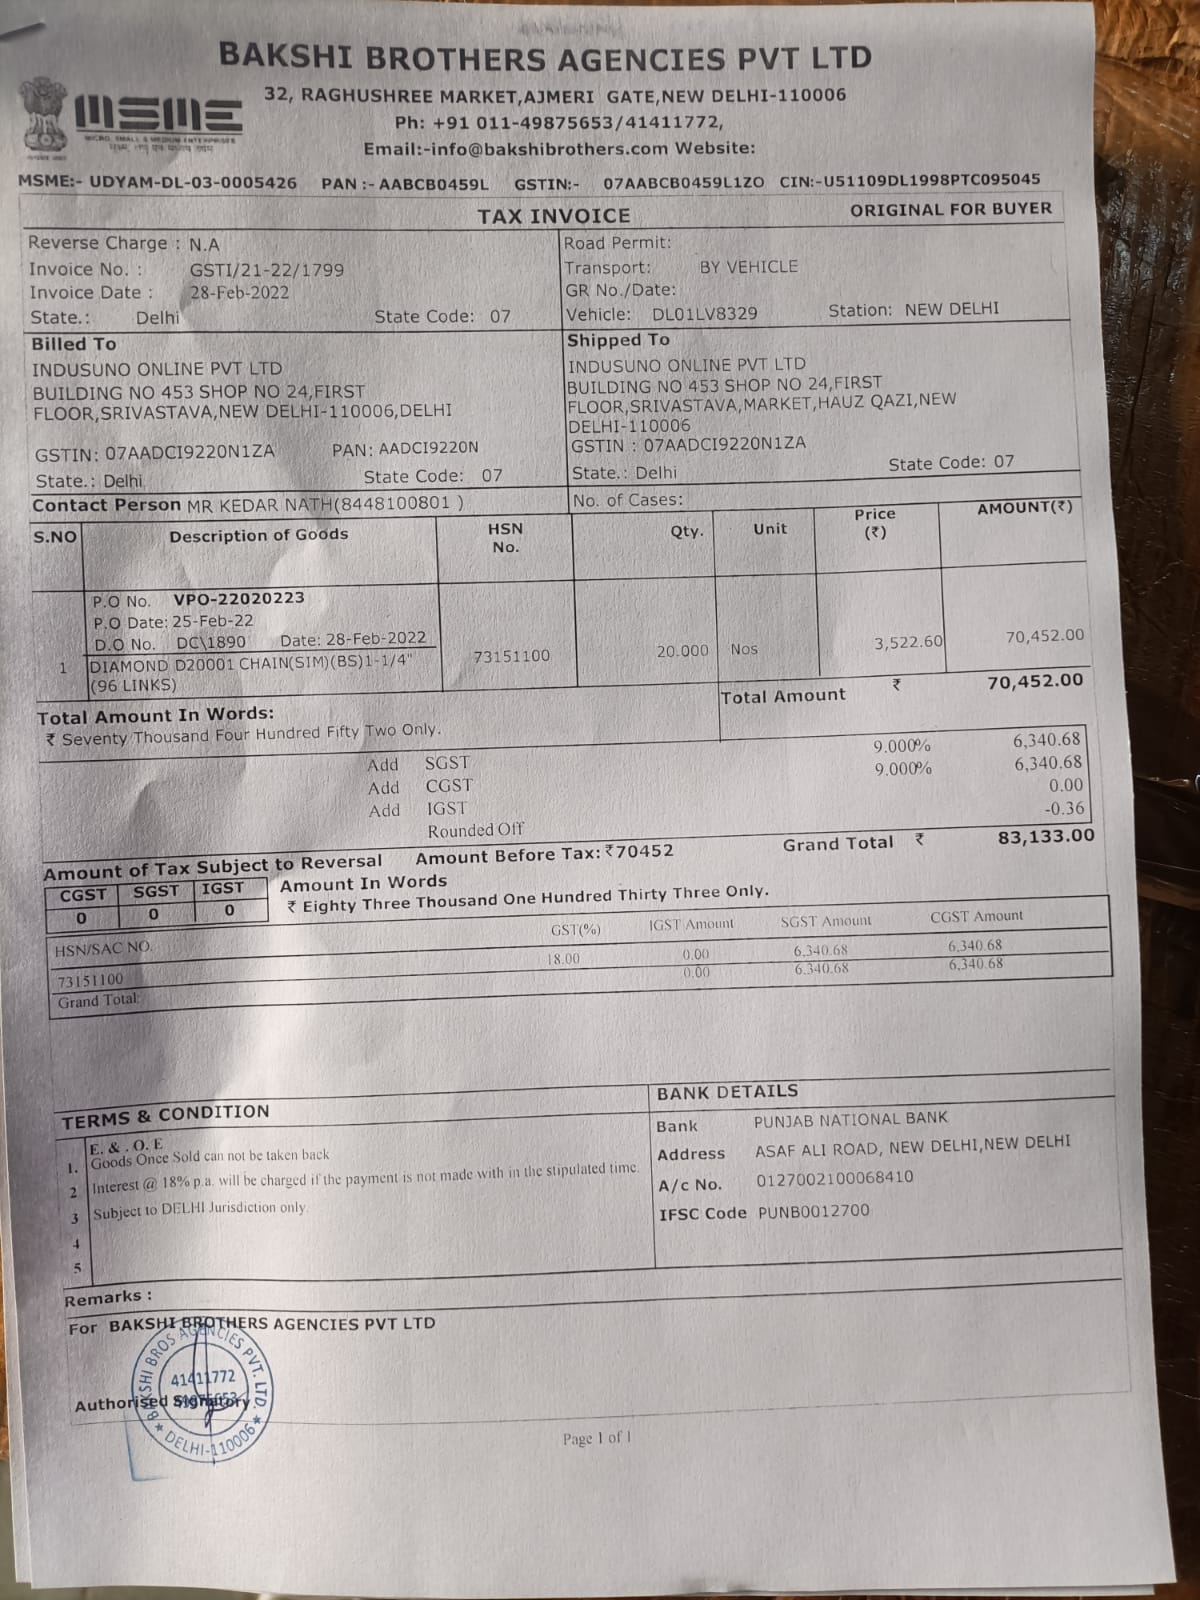 BAKSHI BROTHERS AGENCIES PVT LTD
32, RAGHUSHREE MARKET,AJMERI GATE,NEW DELHI-110006
MSME
MICRO, SMALL & MEDIUM ENTERPRISES
Ph: +91 011-49875653/41411772,
Email:-info@bakshibrothers.com Website:
MSME:- UDYAM-DL-03-0005426 PAN :- AABCB0459L GSTIN:- 07AABCB0459L1ZO CIN:-U51109DL1998PTC095045
TAX INVOICE ORIGINAL FOR BUYER
Reverse Charge : N.A
Invoice No. : GSTI/21-22/1799
Invoice Date : 28-Feb-2022
State.: Delhi State Code: 07
Road Permit:
Transport: BY VEHICLE
GR No./Date:
Vehicle: DL01LV8329 Station: NEW DELHI
Billed To
INDUSUNO ONLINE PVT LTD
BUILDING NO 453 SHOP NO 24,FIRST
FLOOR,SRIVASTAVA,NEW DELHI-110006,DELHI
GSTIN: 07AADCI9220N1ZA PAN: AADCI9220N
State.: Delhi State Code: 07
Shipped To
INDUSUNO ONLINE PVT LTD
BUILDING NO 453 SHOP NO 24,FIRST
FLOOR,SRIVASTAVA,MARKET,HAUZ QAZI,NEW
DELHI-110006
GSTIN : 07AADCI9220N1ZA
State.: Delhi State Code: 07
Contact Person MR KEDAR NATH(8448100801 ) No. of Cases:
S.NO Description of Goods HSN No. Qty. Unit Price (₹) AMOUNT(₹)
P.O No. VPO-22020223
P.O Date: 25-Feb-22
D.O No. DC\1890 Date: 28-Feb-2022
1 DIAMOND D20001 CHAIN(SIM)(BS)1-1/4" 73151100 20.000 Nos 3,522.60 70,452.00
(96 LINKS)
Total Amount ₹ 70,452.00
Total Amount In Words:
₹ Seventy Thousand Four Hundred Fifty Two Only.
Add SGST 9.000% 6,340.68
Add CGST 9.000% 6,340.68
Add IGST 0.00
Rounded Off -0.36
Amount of Tax Subject to Reversal Amount Before Tax:₹70452 Grand Total ₹ 83,133.00
CGST SGST IGST
0 0 0
Amount In Words
₹ Eighty Three Thousand One Hundred Thirty Three Only.
HSN/SAC NO. GST(%) IGST Amount SGST Amount CGST Amount
73151100 18.00 0.00 6,340.68 6,340.68
Grand Total: 0.00 6,340.68 6,340.68
TERMS & CONDITION
E. & . O. E
1. Goods Once Sold can not be taken back
2 Interest @ 18% p.a. will be charged if the payment is not made with in the stipulated time.
3 Subject to DELHI Jurisdiction only.
4
5
BANK DETAILS
Bank PUNJAB NATIONAL BANK
Address ASAF ALI ROAD, NEW DELHI,NEW DELHI
A/c No. 0127002100068410
IFSC Code PUNB0012700
Remarks :
For BAKSHI BROTHERS AGENCIES PVT LTD
BAKSHI BROS AGENCIES PVT. LTD.
41411772
DELHI-110006
Authorised Signatory
Page 1 of 1